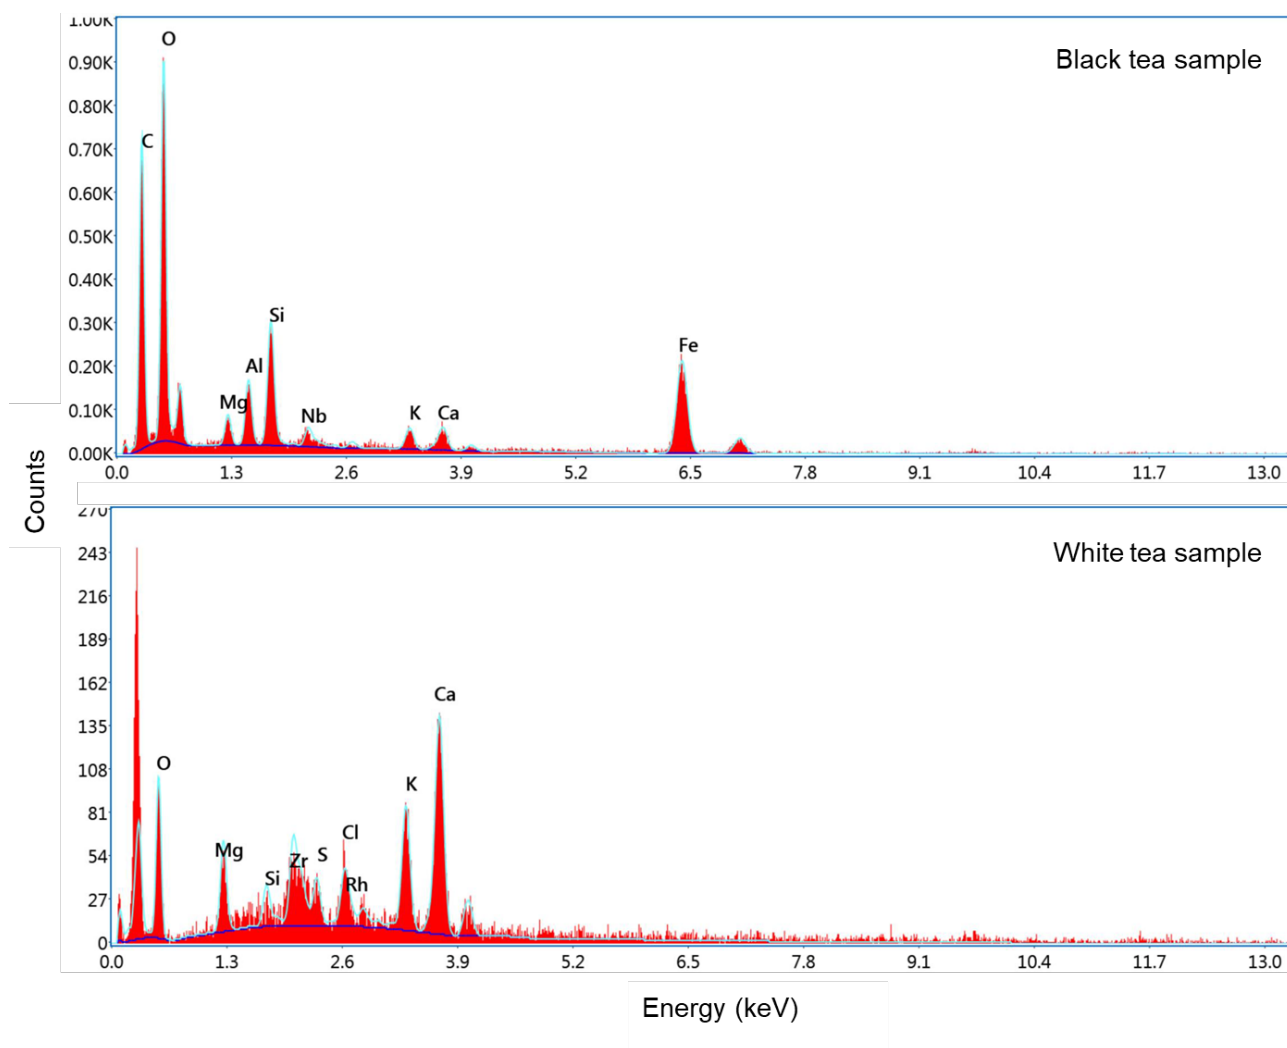 1.00K
O
Black tea sample
0.90K
0.80K
C
0.70K
0.60K
0.50K
0.40K
Si
0.30K
Fe
Al
0.20K
Mg
Nb
K
Ca
0.10K
0.00K
0.0 1.3 2.6 3.9 5.2 6.5 7.8 9.1 10.4 11.7 13.0
Counts
270
White tea sample
243
216
189
Ca
162
135
O
108
K
81
Cl
Mg
Zr
S
54
Si
Rh
27
0
0.0 1.3 2.6 3.9 5.2 6.5 7.8 9.1 10.4 11.7 13.0
Energy (keV)